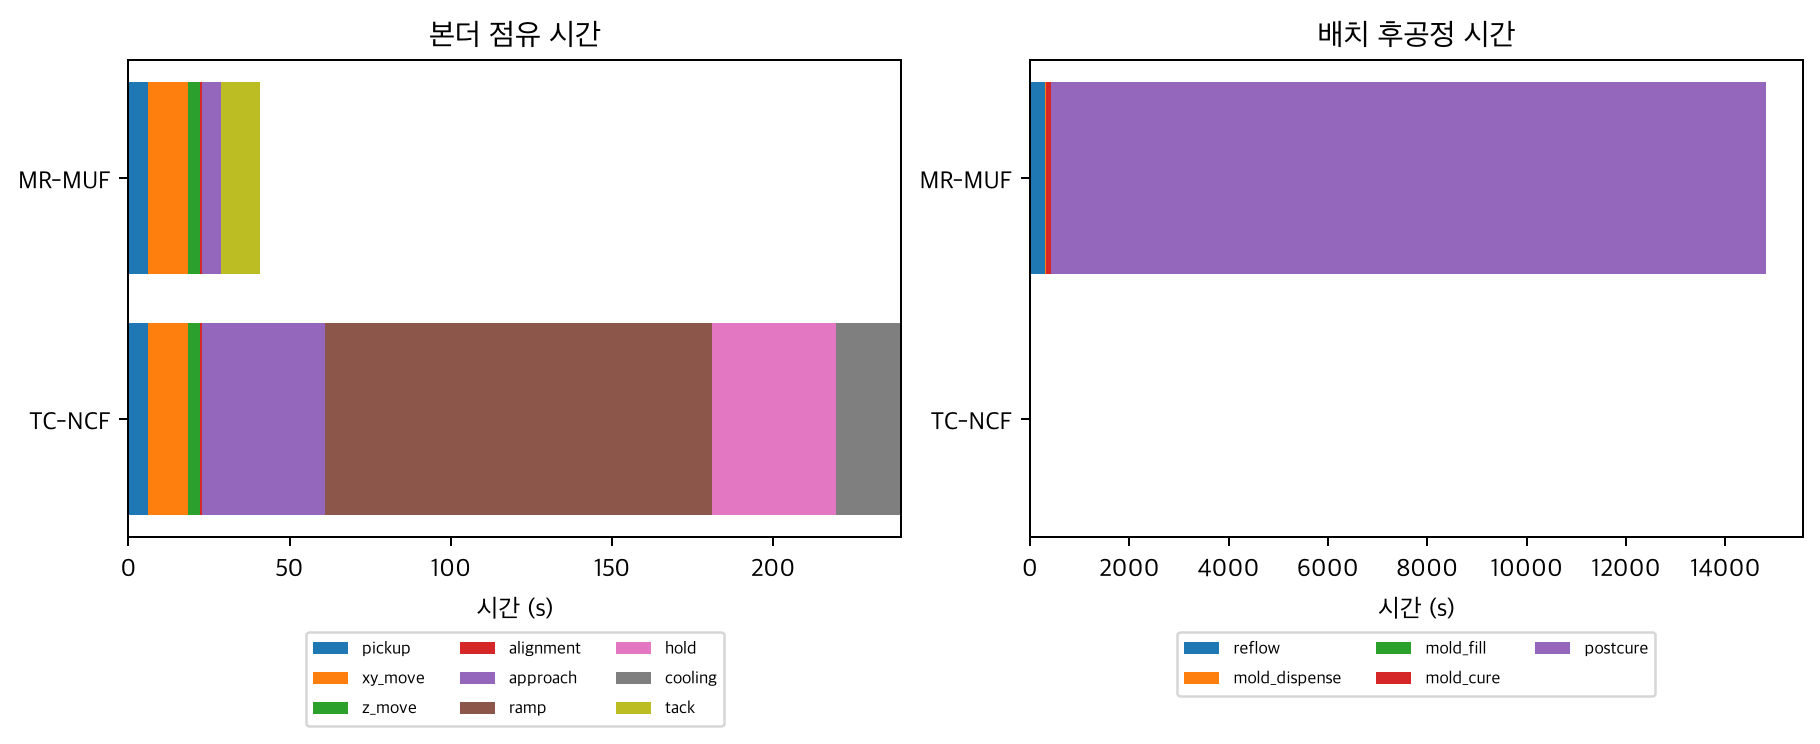 본더 점유 시간
MR-MUF
TC-NCF
0 50 100 150 200
시간 (s)
pickup alignment hold
xy_move approach cooling
z_move ramp tack
배치 후공정 시간
MR-MUF
TC-NCF
0 2000 4000 6000 8000 10000 12000 14000
시간 (s)
reflow mold_fill postcure
mold_dispense mold_cure